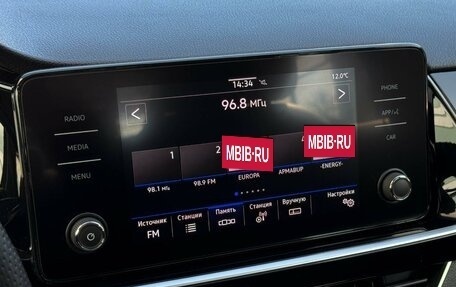 14:34
12.0°C
96.8 МГц
RADIO
MEDIA
MENU
PHONE
APP
CAR
1
2
4
MBIB·RU
MBIB·RU
98.1 МГц
98.9 FM
EUROPA
АРМАВИР
-ENERGY-
Источник
FM
Станции
Память
Станция
Вручную
Настройки